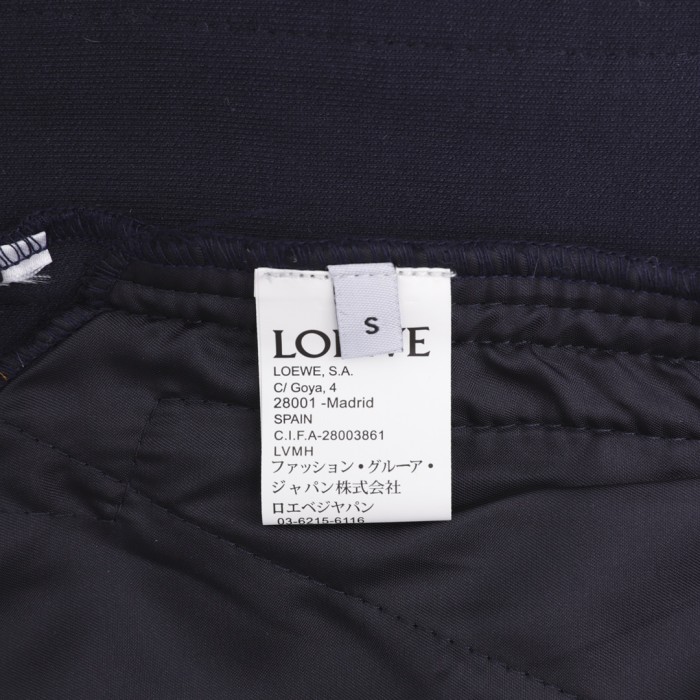 S
LOEWE
LOEWE, S.A.
C/ Goya, 4
28001 -Madrid
SPAIN
C.I.F.A-28003861
LVMH
ファッション・グループ・
ジャパン株式会社
ロエベジャパン
03-6215-6116